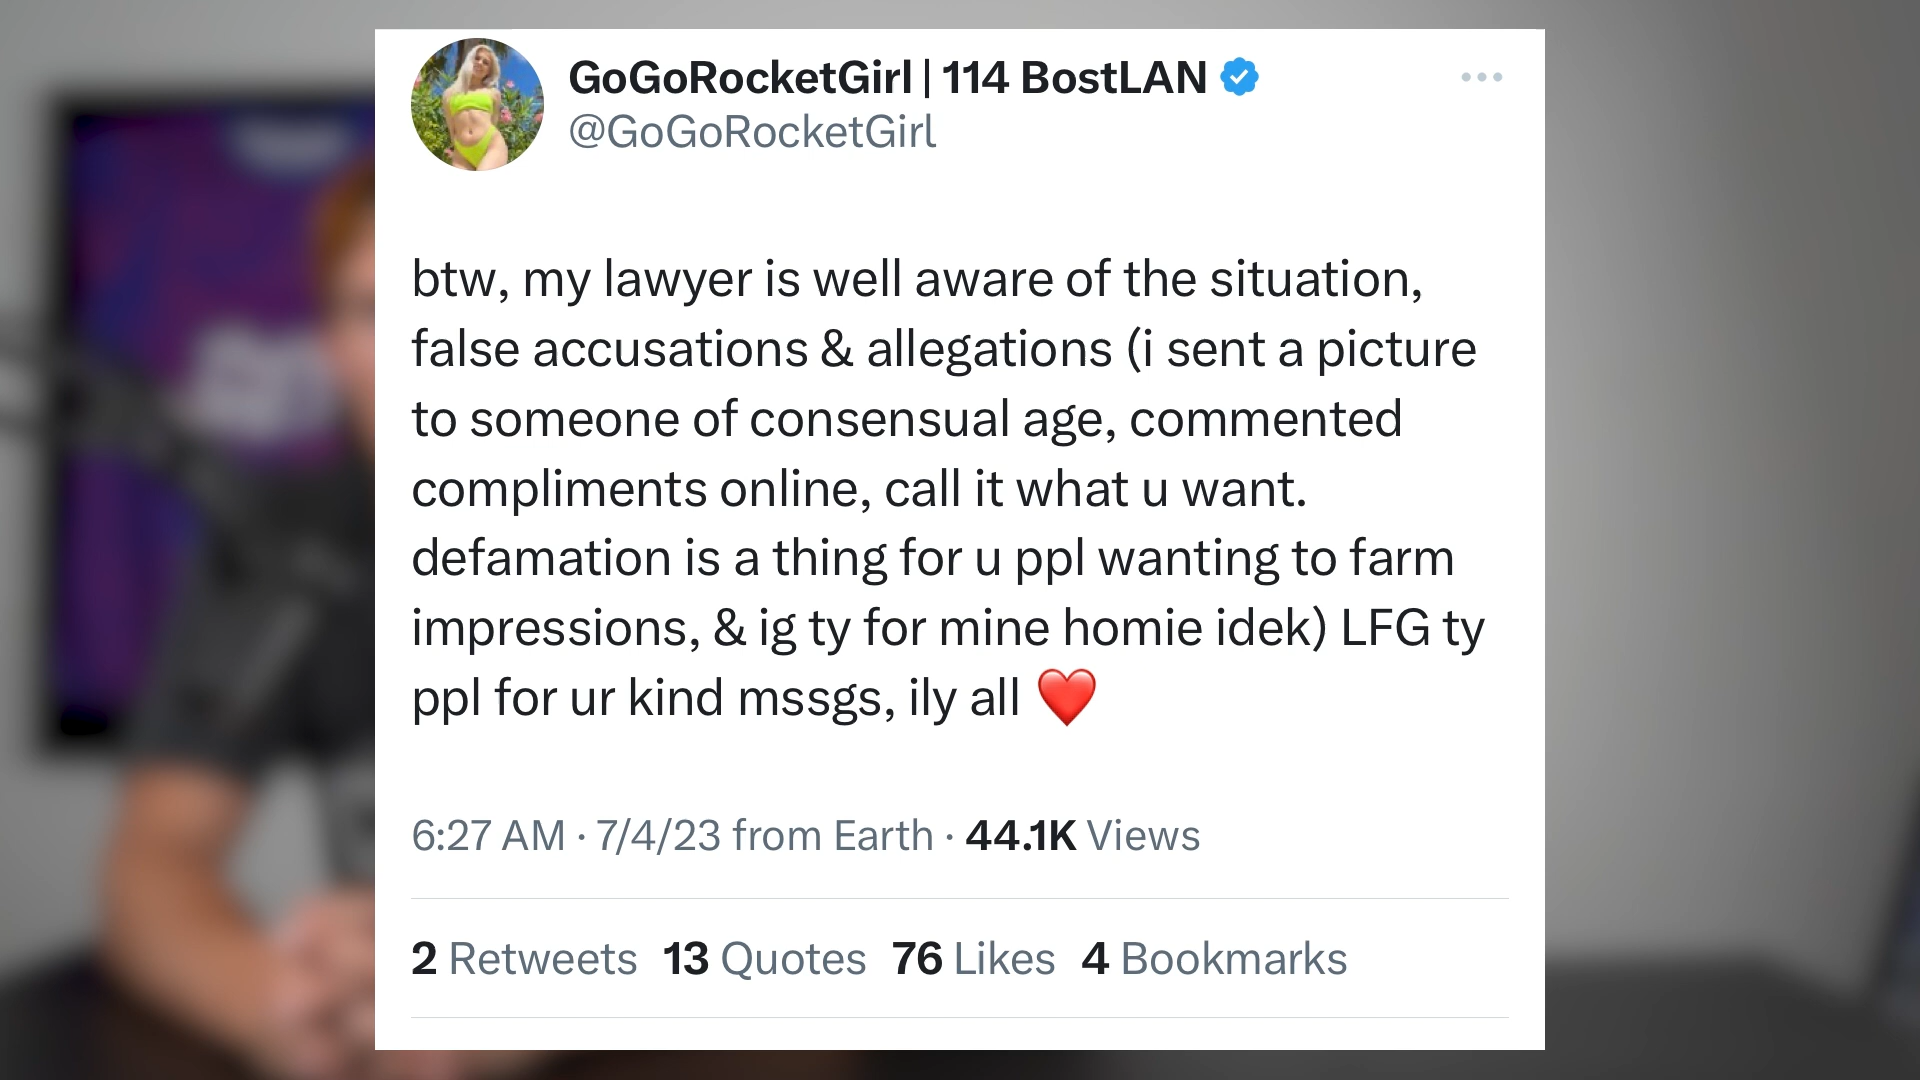 GoGoRocketGirl | 114 BostLAN
@GoGoRocketGirl
btw, my lawyer is well aware of the situation,
false accusations & allegations (i sent a picture
to someone of consensual age, commented
compliments online, call it what u want.
defamation is a thing for u ppl wanting to farm
impressions, & ig ty for mine homie idek) LFG ty
ppl for ur kind mssgs, ily all ❤️
6:27 AM · 7/4/23 from Earth · 44.1K Views
2 Retweets 13 Quotes 76 Likes 4 Bookmarks